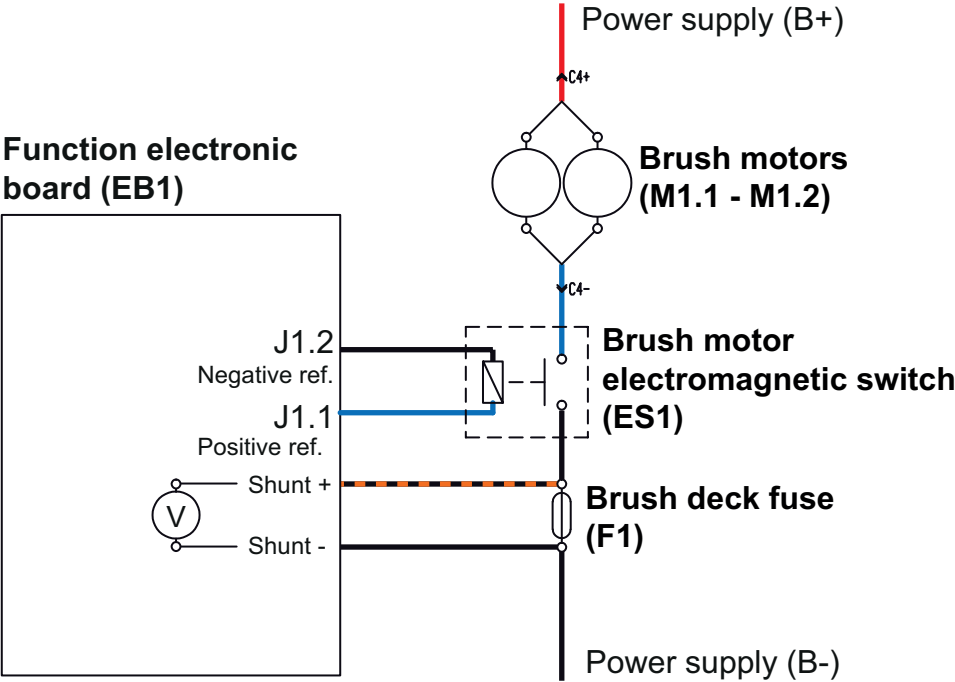 Power supply (B+)
C4+
Function electronic
board (EB1)
Brush motors
(M1.1 - M1.2)
C4-
J1.2
Negative ref.
J1.1
Positive ref.
Brush motor
electromagnetic switch
(ES1)
Shunt +
V
Shunt -
Brush deck fuse
(F1)
Power supply (B-)